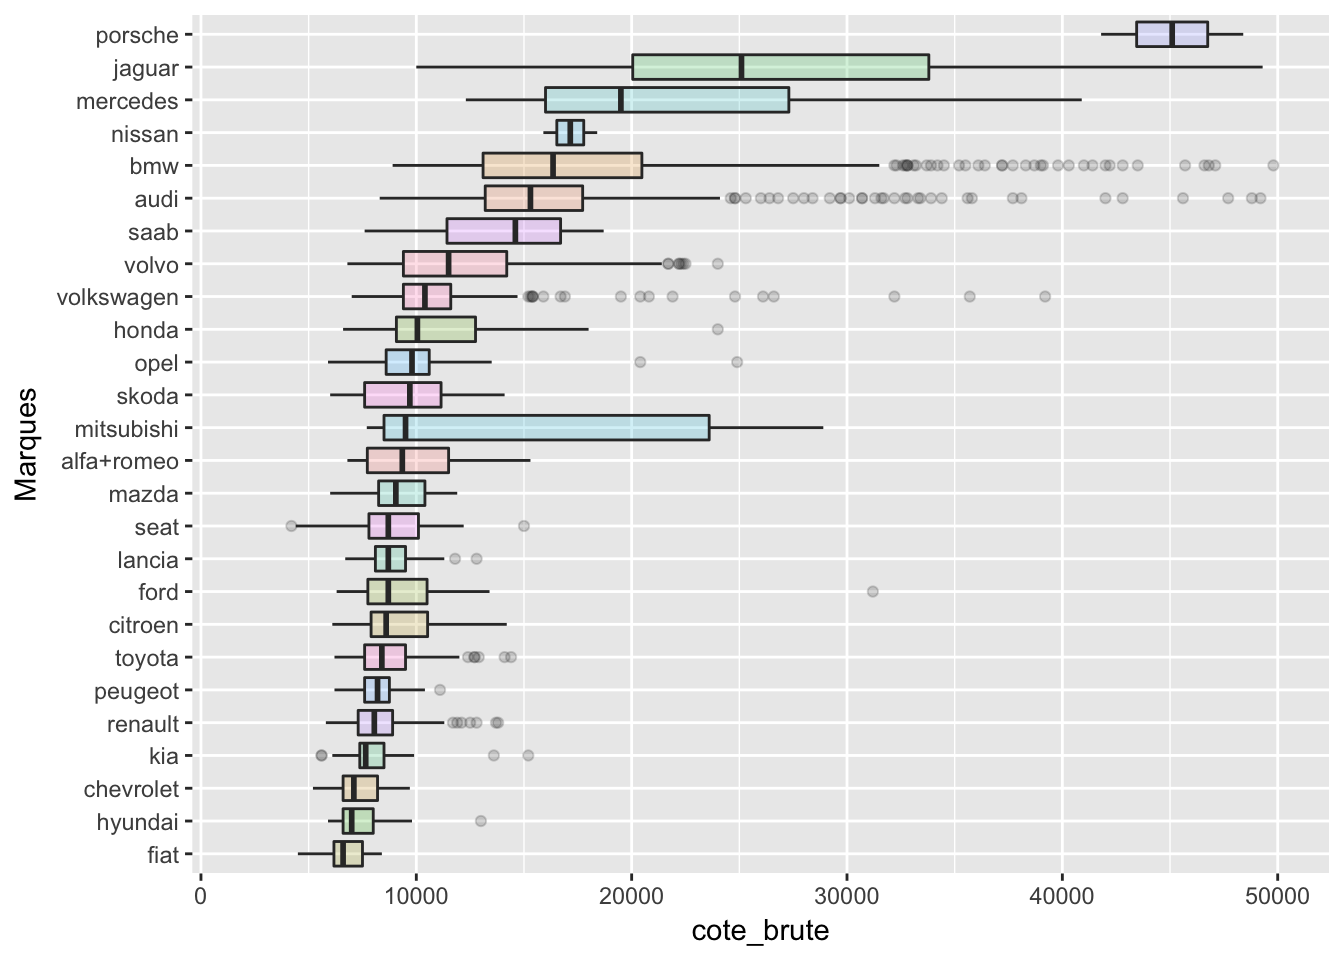 Marques
porsche
jaguar
mercedes
nissan
bmw
audi
saab
volvo
volkswagen
honda
opel
skoda
mitsubishi
alfa+romeo
mazda
seat
lancia
ford
citroen
toyota
peugeot
renault
kia
chevrolet
hyundai
fiat
0 10000 20000 30000 40000 50000
cote_brute